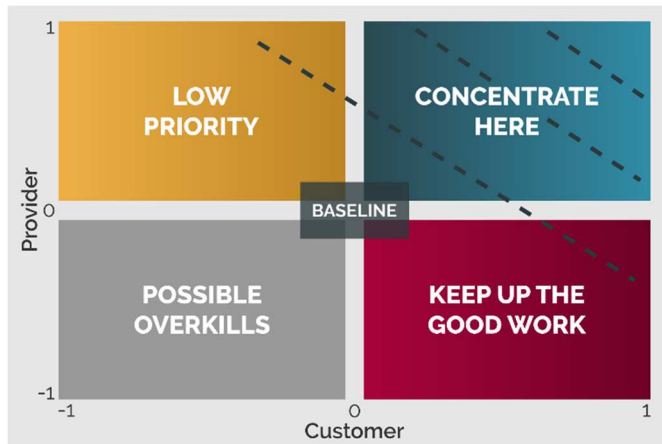 1
LOW
PRIORITY
CONCENTRATE
HERE
Provider
0
BASELINE
POSSIBLE
OVERKILLS
KEEP UP THE
GOOD WORK
-1
-1
0
1
Customer